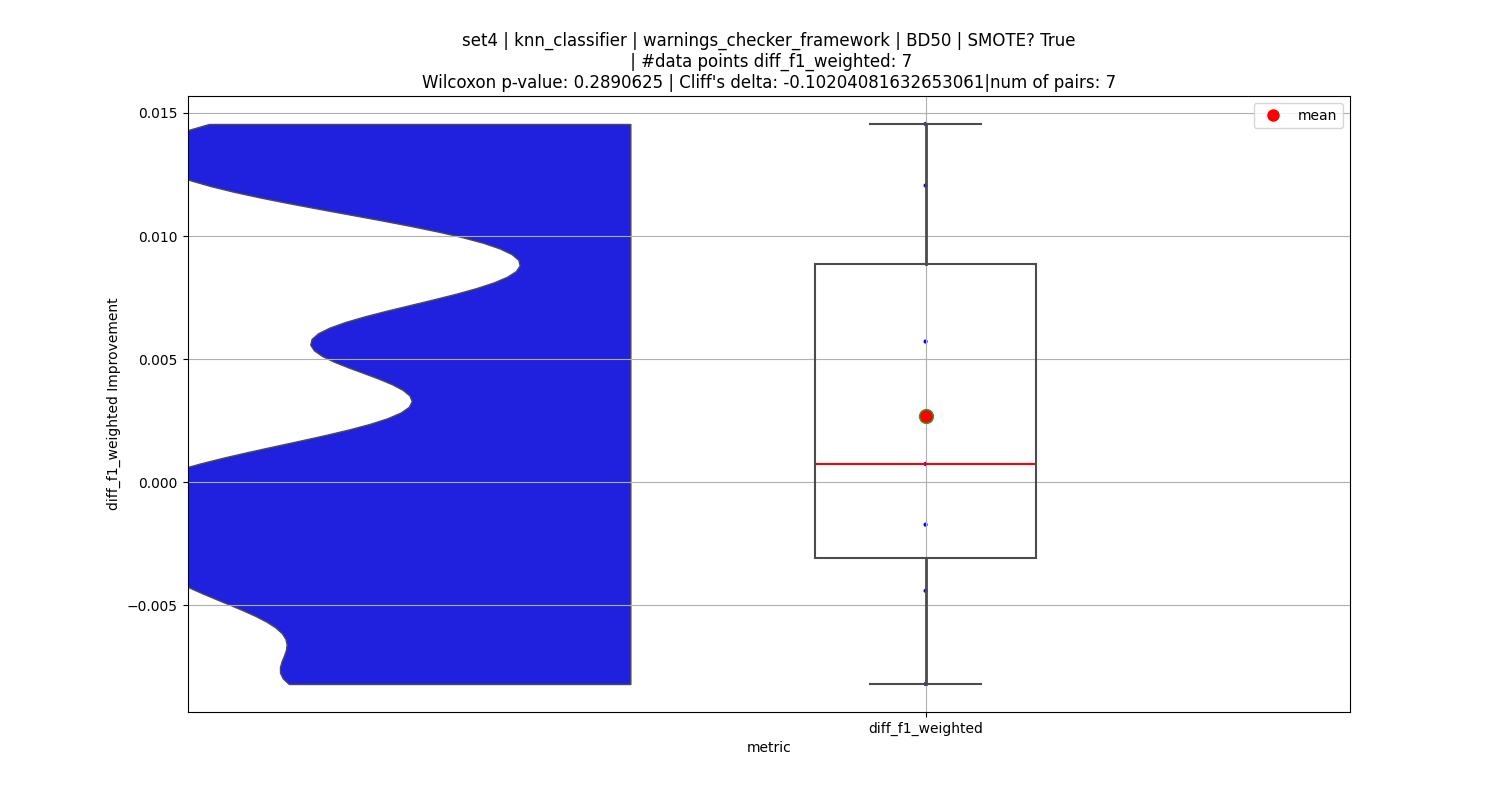 set4 | knn_classifier | warnings_checker_framework | BD50 | SMOTE? True
| #data points diff_f1_weighted: 7
Wilcoxon p-value: 0.2890625 | Cliff's delta: -0.10204081632653061|num of pairs: 7
mean
0.015
0.010
0.005
0.000
−0.005
diff_f1_weighted Improvement
diff_f1_weighted
metric